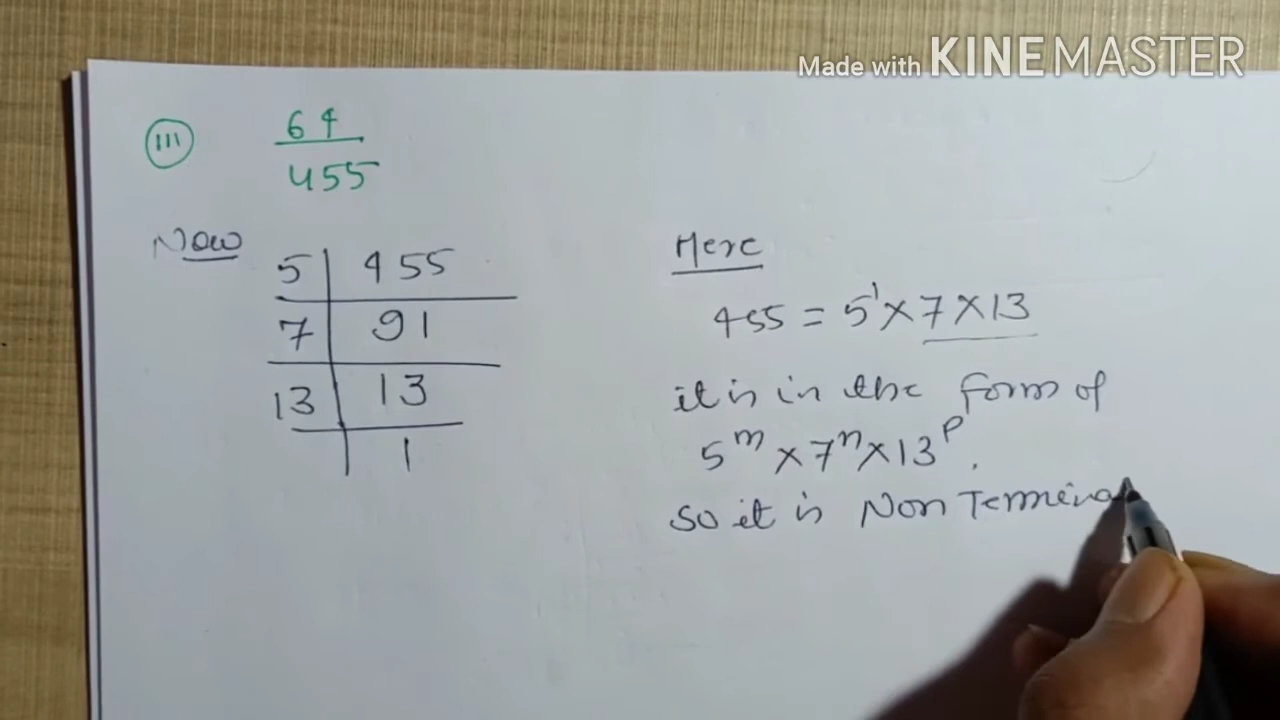 Made with KINEMASTER
III 64/455
Now
5 | 455
7 | 91
13 | 13
1
Here
455 = 5¹ × 7 × 13
it is in the form of
5ᵐ × 7ⁿ × 13ᵖ.
so it is Non Termina